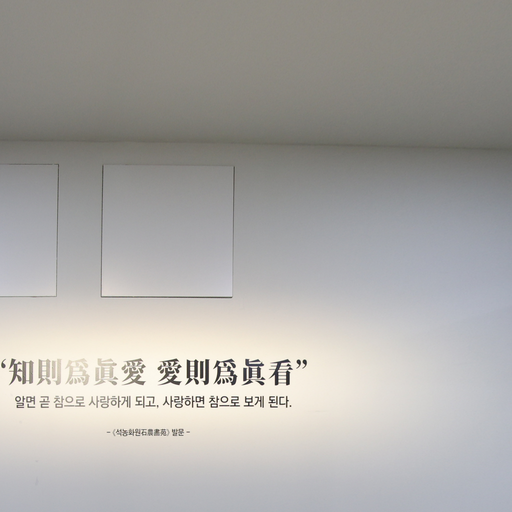 “知則爲眞愛 愛則爲眞看”
알면 곧 참으로 사랑하게 되고, 사랑하면 참으로 보게 된다.
- 《석농화원石農畵苑》 발문 -